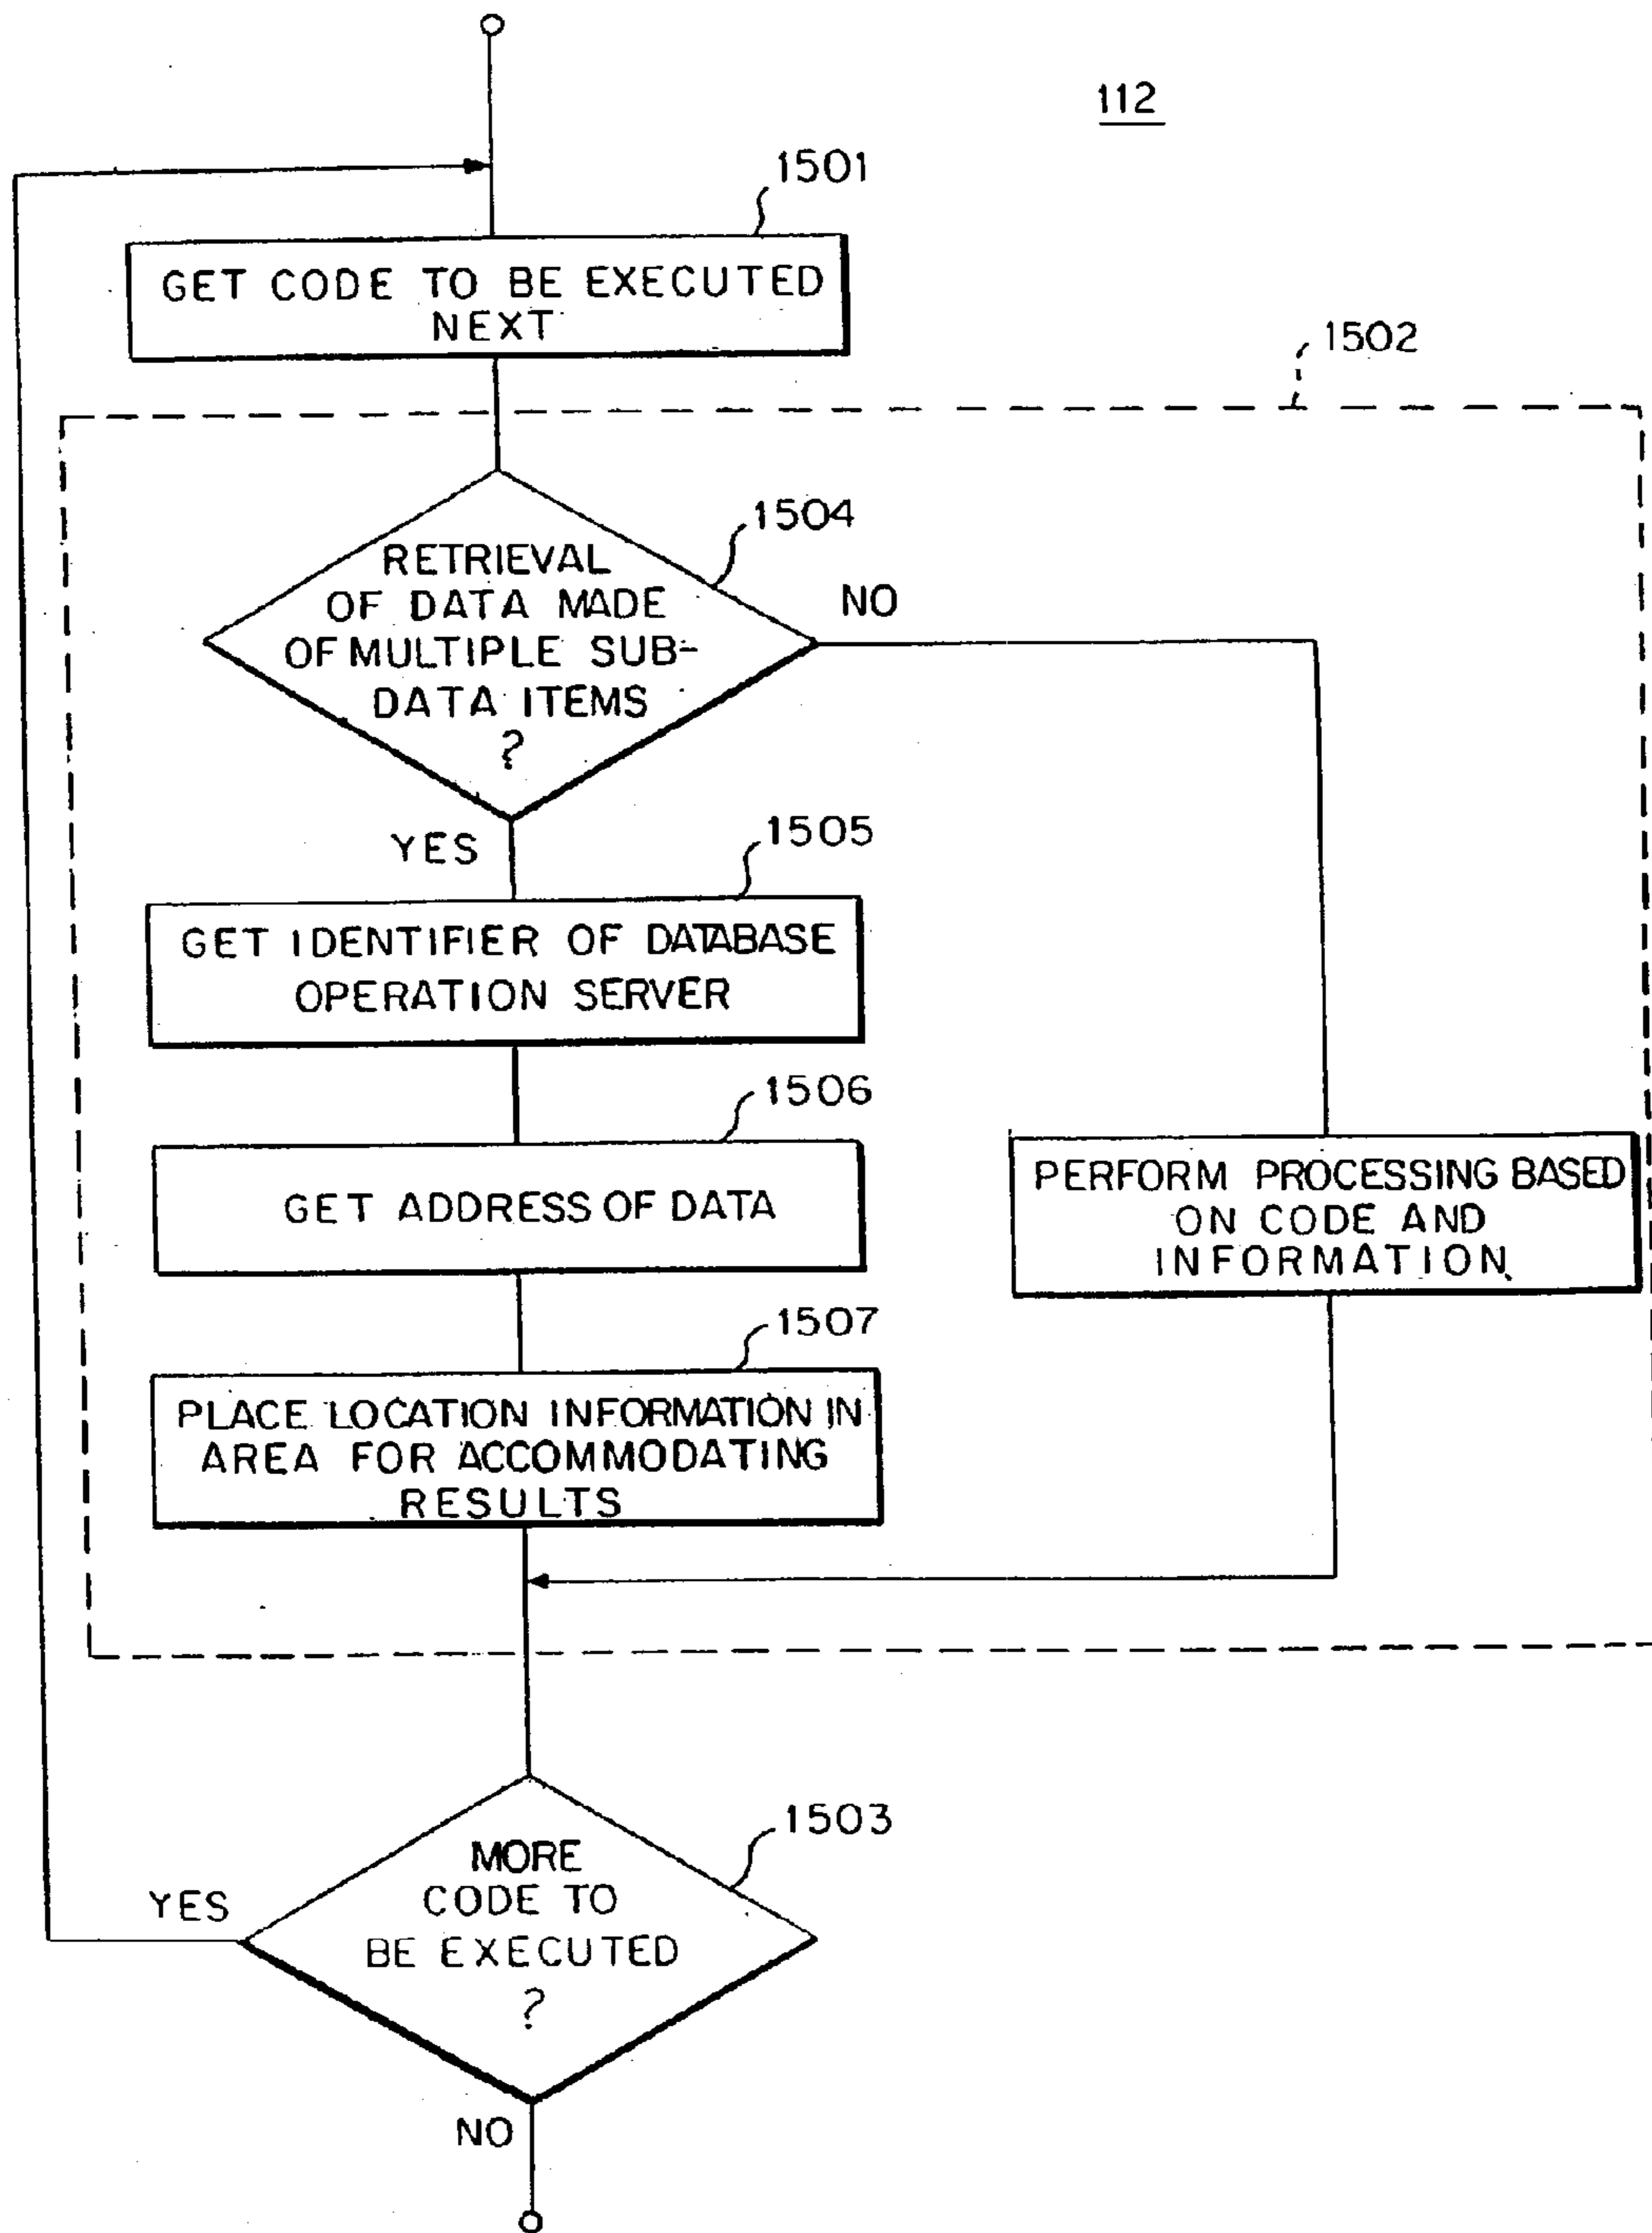 112
1501
GET CODE TO BE EXECUTED
NEXT
1502
1504
RETRIEVAL
OF DATA MADE
OF MULTIPLE SUB-
DATA ITEMS
?
NO
YES
1505
GET IDENTIFIER OF DATABASE
OPERATION SERVER
1506
GET ADDRESS OF DATA
PERFORM PROCESSING BASED
ON CODE AND
INFORMATION
1507
PLACE LOCATION INFORMATION IN
AREA FOR ACCOMMODATING
RESULTS
1503
MORE
CODE TO
BE EXECUTED
?
YES
NO